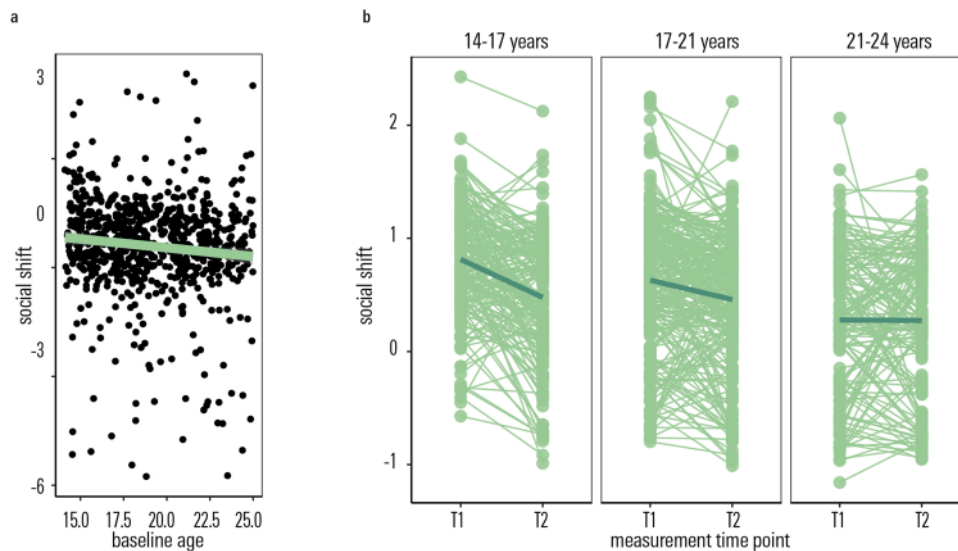 a
3
0
-3
-6
social shift
15.0 17.5 20.0 22.5 25.0
baseline age
b
14-17 years 17-21 years 21-24 years
2
1
0
-1
social shift
T1 T2 T1 T2 T1 T2
measurement time point